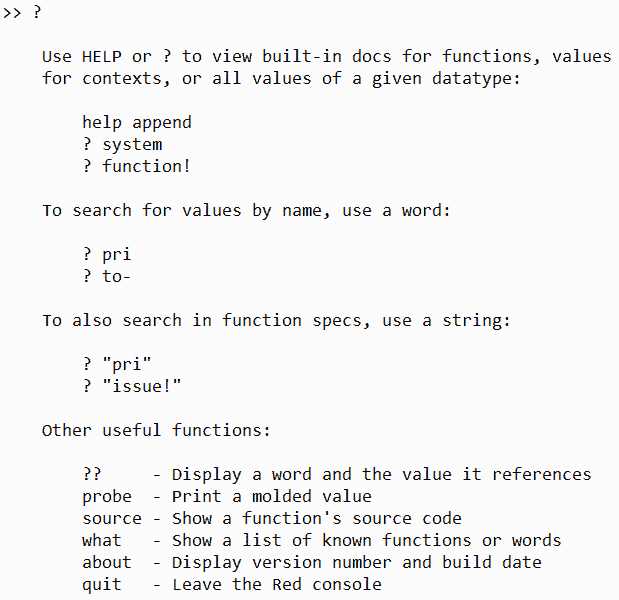 >> ?
Use HELP or ? to view built-in docs for functions, values
for contexts, or all values of a given datatype:
help append
? system
? function!
To search for values by name, use a word:
? pri
? to-
To also search in function specs, use a string:
? "pri"
? "issue!"
Other useful functions:
?? - Display a word and the value it references
probe - Print a molded value
source - Show a function's source code
what - Show a list of known functions or words
about - Display version number and build date
quit - Leave the Red console